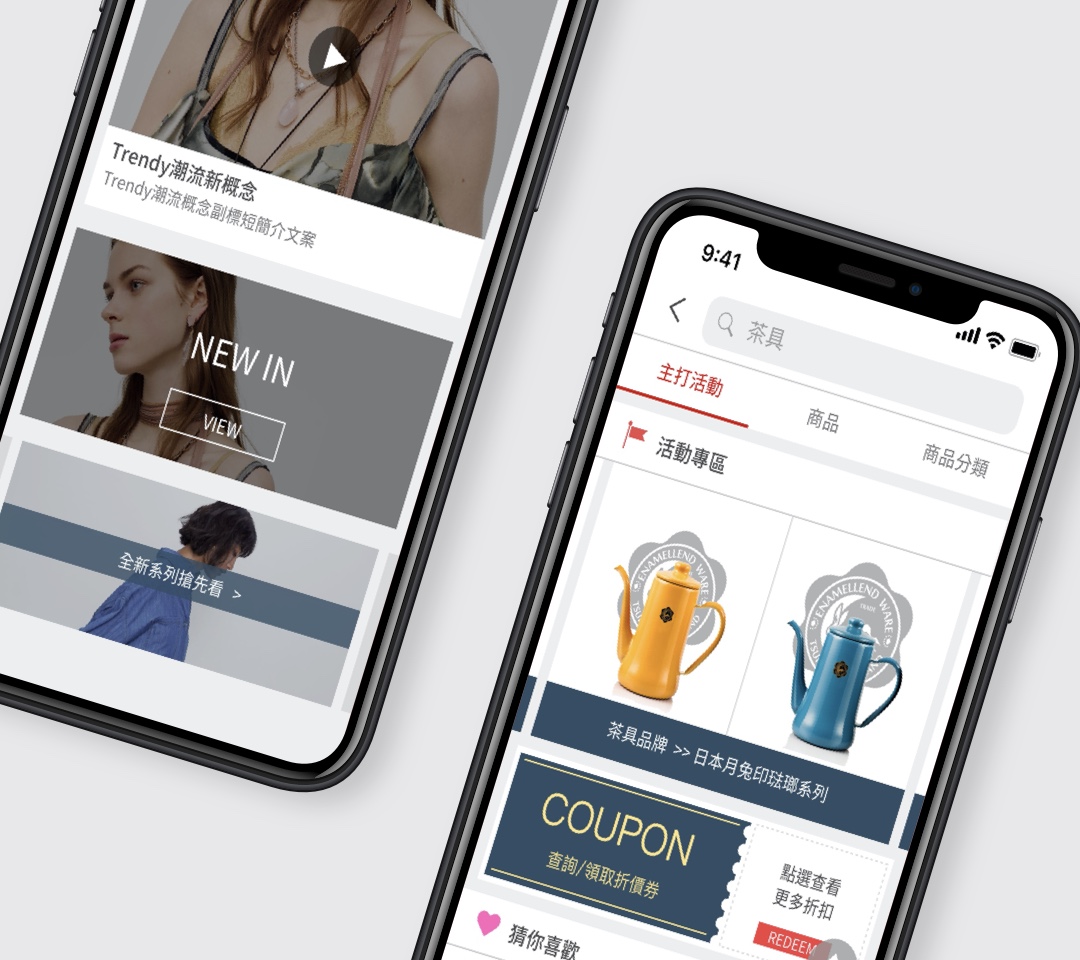 Trendy潮流新概念
Trendy潮流概念副標短簡介文案
NEW IN
VIEW
全新系列搶先看 >
9:41
茶具
主打活動
商品
商品分類
活動專區
ENAMELLEND WARE
ENAMELLEND WARE
茶具品牌 >> 日本月兔印琺瑯系列
COUPON
查詢/領取折價券
點選查看
更多折扣
REDEEM
猜你喜歡